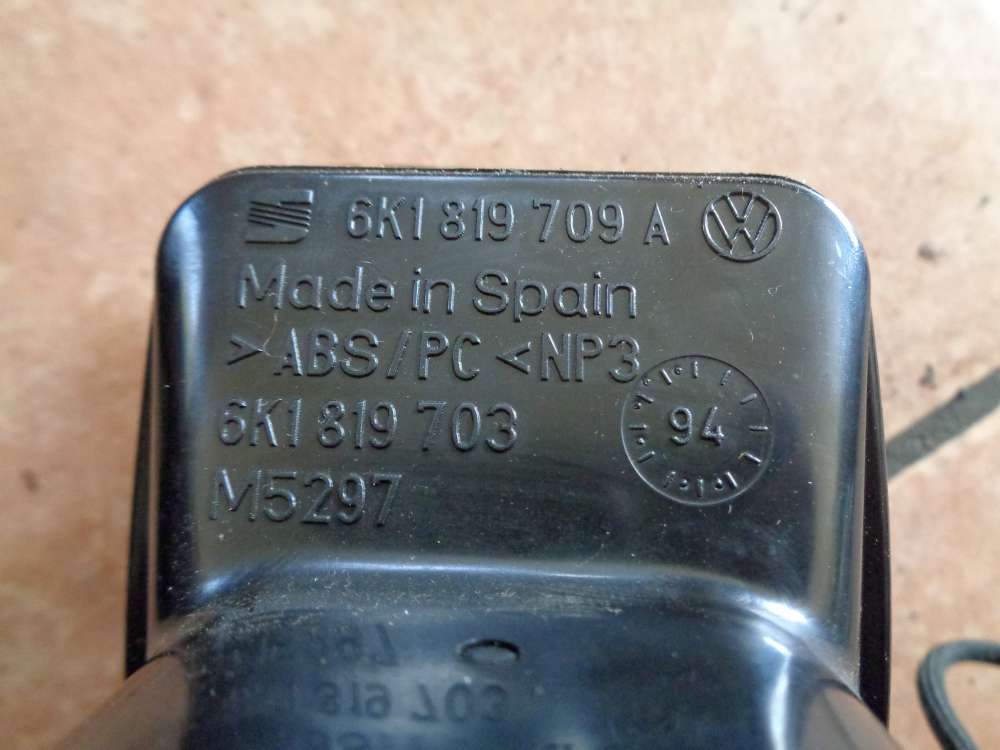 6K1 819 709 A
Made in Spain
>ABS/PC <NP3
6K1 819 703
94
M5297